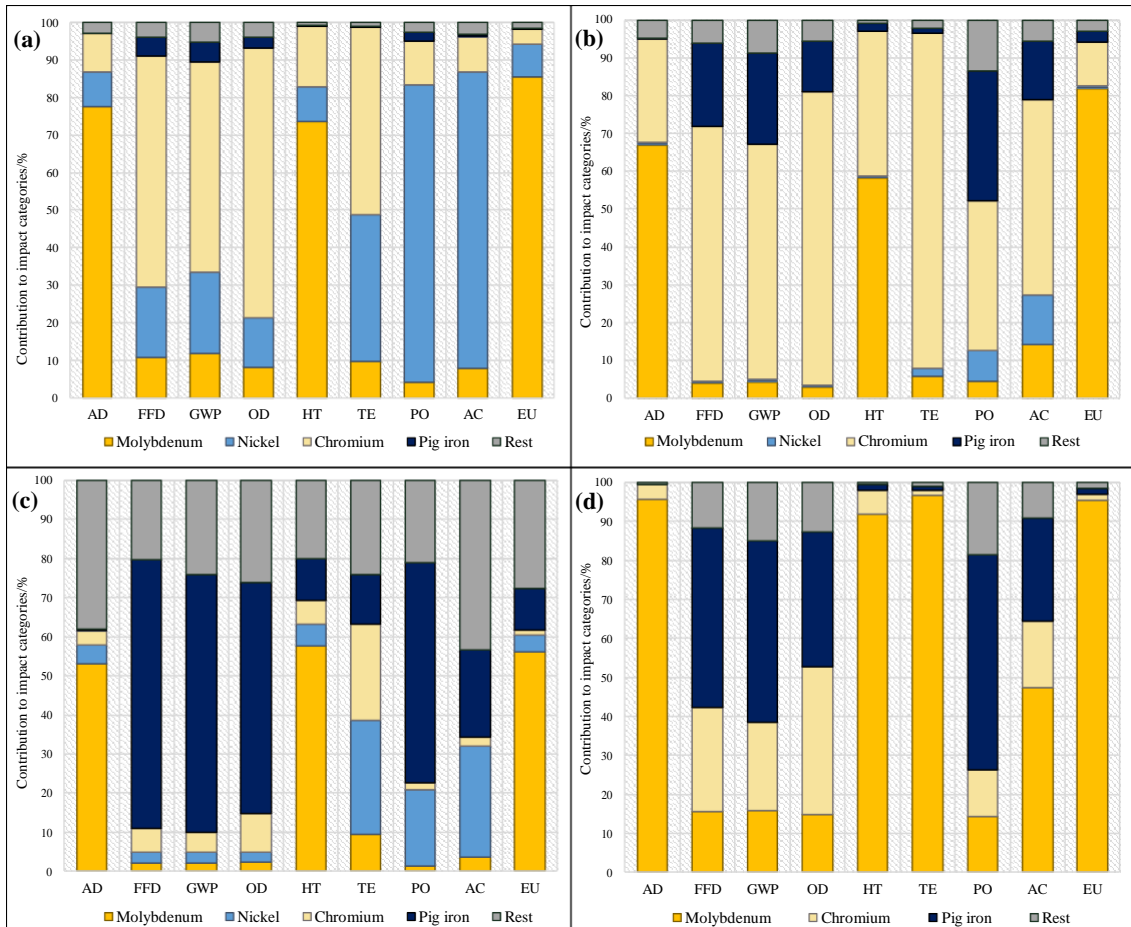 (a)
Contribution to impact categories/%
100
90
80
70
60
50
40
30
20
10
0
AD FFD GWP OD HT TE PO AC EU
Molybdenum Nickel Chromium Pig iron Rest
(b)
Contribution to impact categories/%
100
90
80
70
60
50
40
30
20
10
0
AD FFD GWP OD HT TE PO AC EU
Molybdenum Nickel Chromium Pig iron Rest
(c)
Contribution to impact categories/%
100
90
80
70
60
50
40
30
20
10
0
AD FFD GWP OD HT TE PO AC EU
Molybdenum Nickel Chromium Pig iron Rest
(d)
Contribution to impact categories/%
100
90
80
70
60
50
40
30
20
10
0
AD FFD GWP OD HT TE PO AC EU
Molybdenum Chromium Pig iron Rest